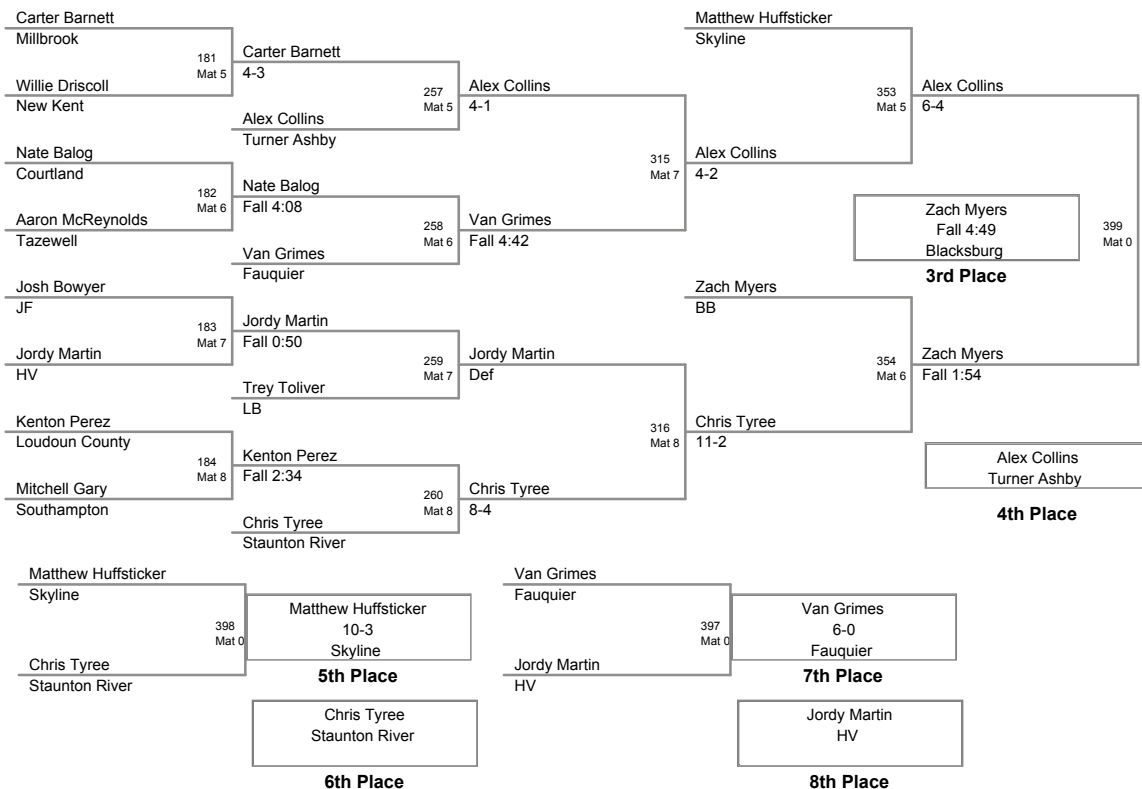 Carter Barnett
Millbrook
181
Mat 5
Willie Driscoll
New Kent
Nate Balog
Courtland
182
Mat 6
Aaron McReynolds
Tazewell
Josh Bowyer
JF
183
Mat 7
Jordy Martin
HV
Kenton Perez
Loudoun County
184
Mat 8
Mitchell Gary
Southampton
Carter Barnett
4-3
257
Mat 5
Alex Collins
Turner Ashby
Nate Balog
Fall 4:08
258
Mat 6
Van Grimes
Fauquier
Jordy Martin
Fall 0:50
259
Mat 7
Trey Toliver
LB
Kenton Perez
Fall 2:34
260
Mat 8
Chris Tyree
Staunton River
Alex Collins
4-1
315
Mat 7
Van Grimes
Fall 4:42
Jordy Martin
Def
316
Mat 8
Chris Tyree
8-4
Matthew Huffsticker
Skyline
353
Mat 5
Alex Collins
4-2
Zach Myers
BB
354
Mat 6
Chris Tyree
11-2
Alex Collins
6-4
399
Mat 0
Zach Myers
Fall 1:54
Zach Myers
Fall 4:49
Blacksburg
3rd Place
Alex Collins
Turner Ashby
4th Place
Matthew Huffsticker
Skyline
398
Mat 0
Chris Tyree
Staunton River
Matthew Huffsticker
10-3
Skyline
5th Place
Chris Tyree
Staunton River
6th Place
Van Grimes
Fauquier
397
Mat 0
Jordy Martin
HV
Van Grimes
6-0
Fauquier
7th Place
Jordy Martin
HV
8th Place